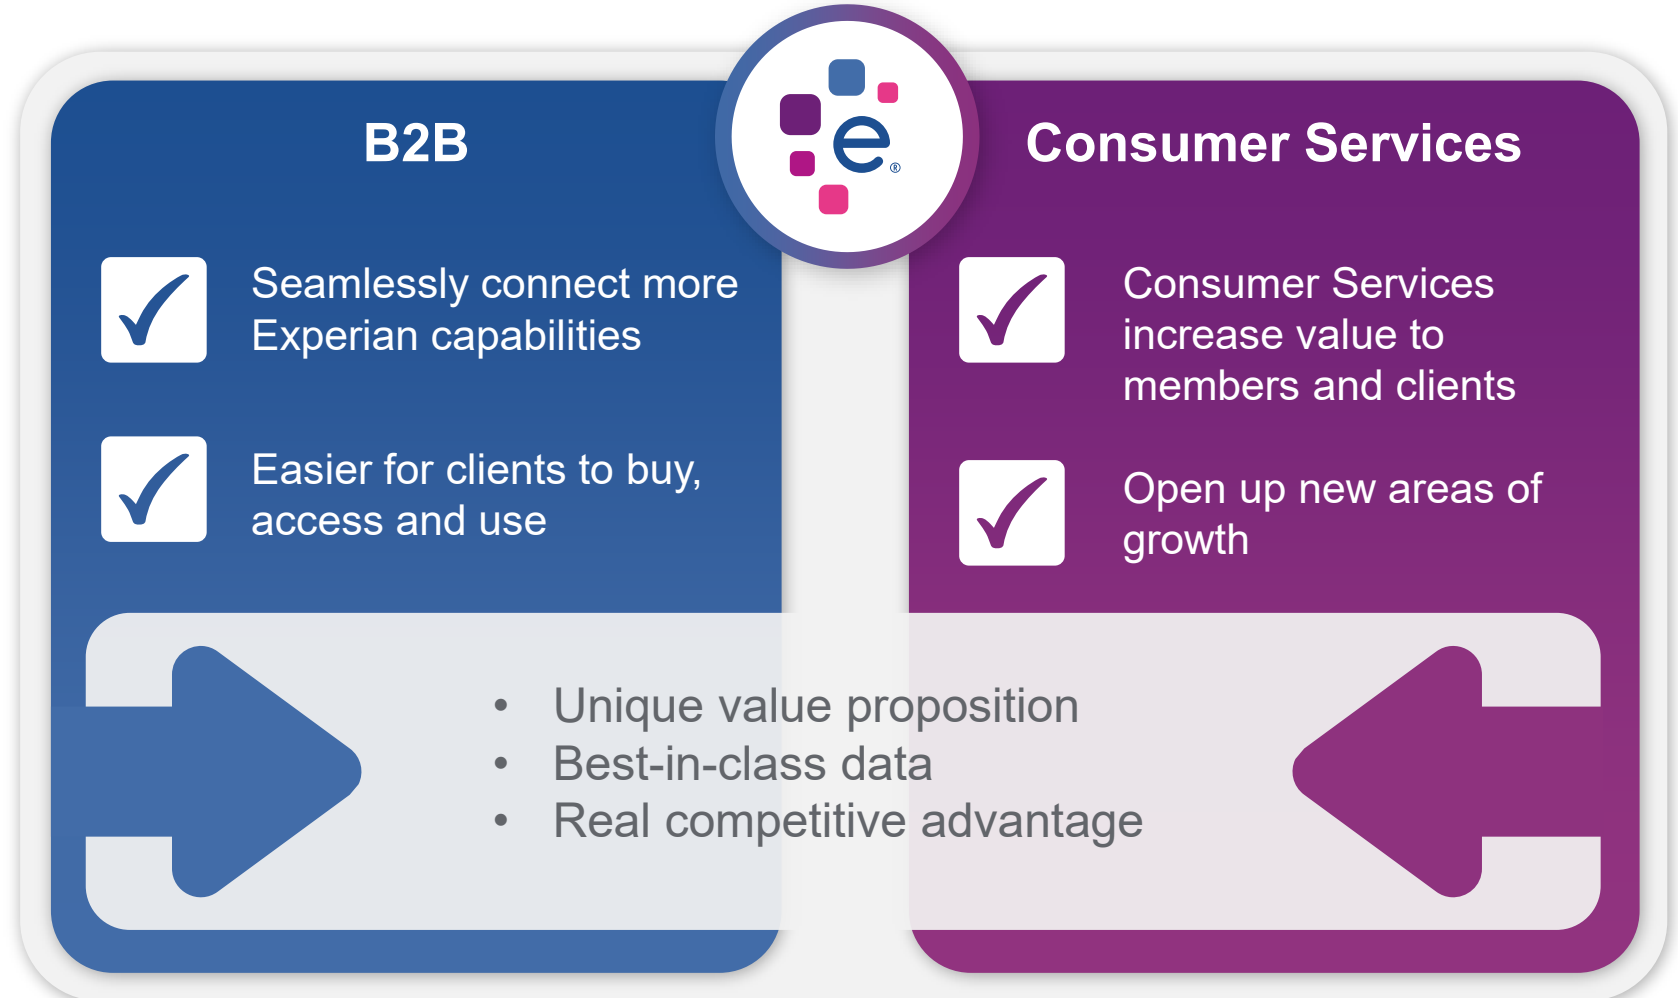 B2B
Seamlessly connect more
Experian capabilities
Easier for clients to buy,
access and use
e®
Consumer Services
Consumer Services
increase value to
members and clients
Open up new areas of
growth
• Unique value proposition
• Best-in-class data
• Real competitive advantage